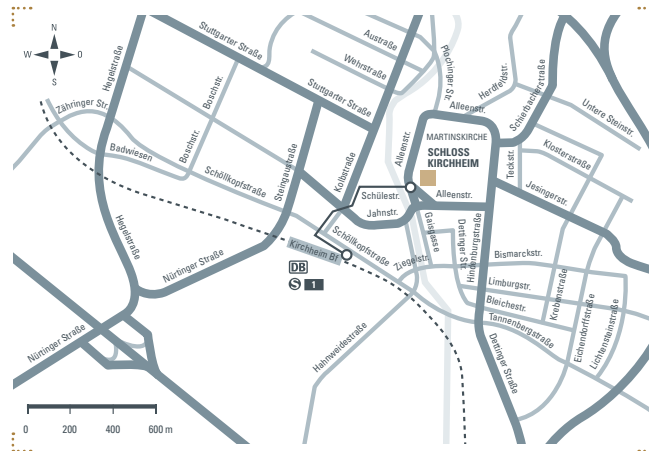 N
W O
S
Stuttgarter Straße
Hegelstraße
Austraße
Wehrstraße
Plochinger Str.
Herdfeldstr.
Schierbacherstraße
Untere Steinstr.
Zähringer Str.
Boschstr.
Stuttgarter Straße
Alleenstr.
Badwiesen
Boschstr.
Alleenstr.
MARTINSKIRCHE
SCHLOSS
KIRCHHEIM
Teckstr.
Klosterstraße
Schöllkopfstraße
Steingaustraße
Kolbstraße
Schülestr.
Alleenstr.
Jesingerstr.
Jahnstr.
Hegelstraße
Gaisgasse
Dettinger Str.
Hindenburgstraße
Schöllkopfstraße
Kirchheim Bf
Ziegelstr.
Bismarckstr.
Nürtinger Straße
DB
S 1
Limburgstr.
Bleichestr.
Krebenstraße
Tannenbergstraße
Eichendorffstraße
Lichtensteinstraße
Nürtinger Straße
Hahnweidestraße
Dettinger Straße
0 200 400 600 m